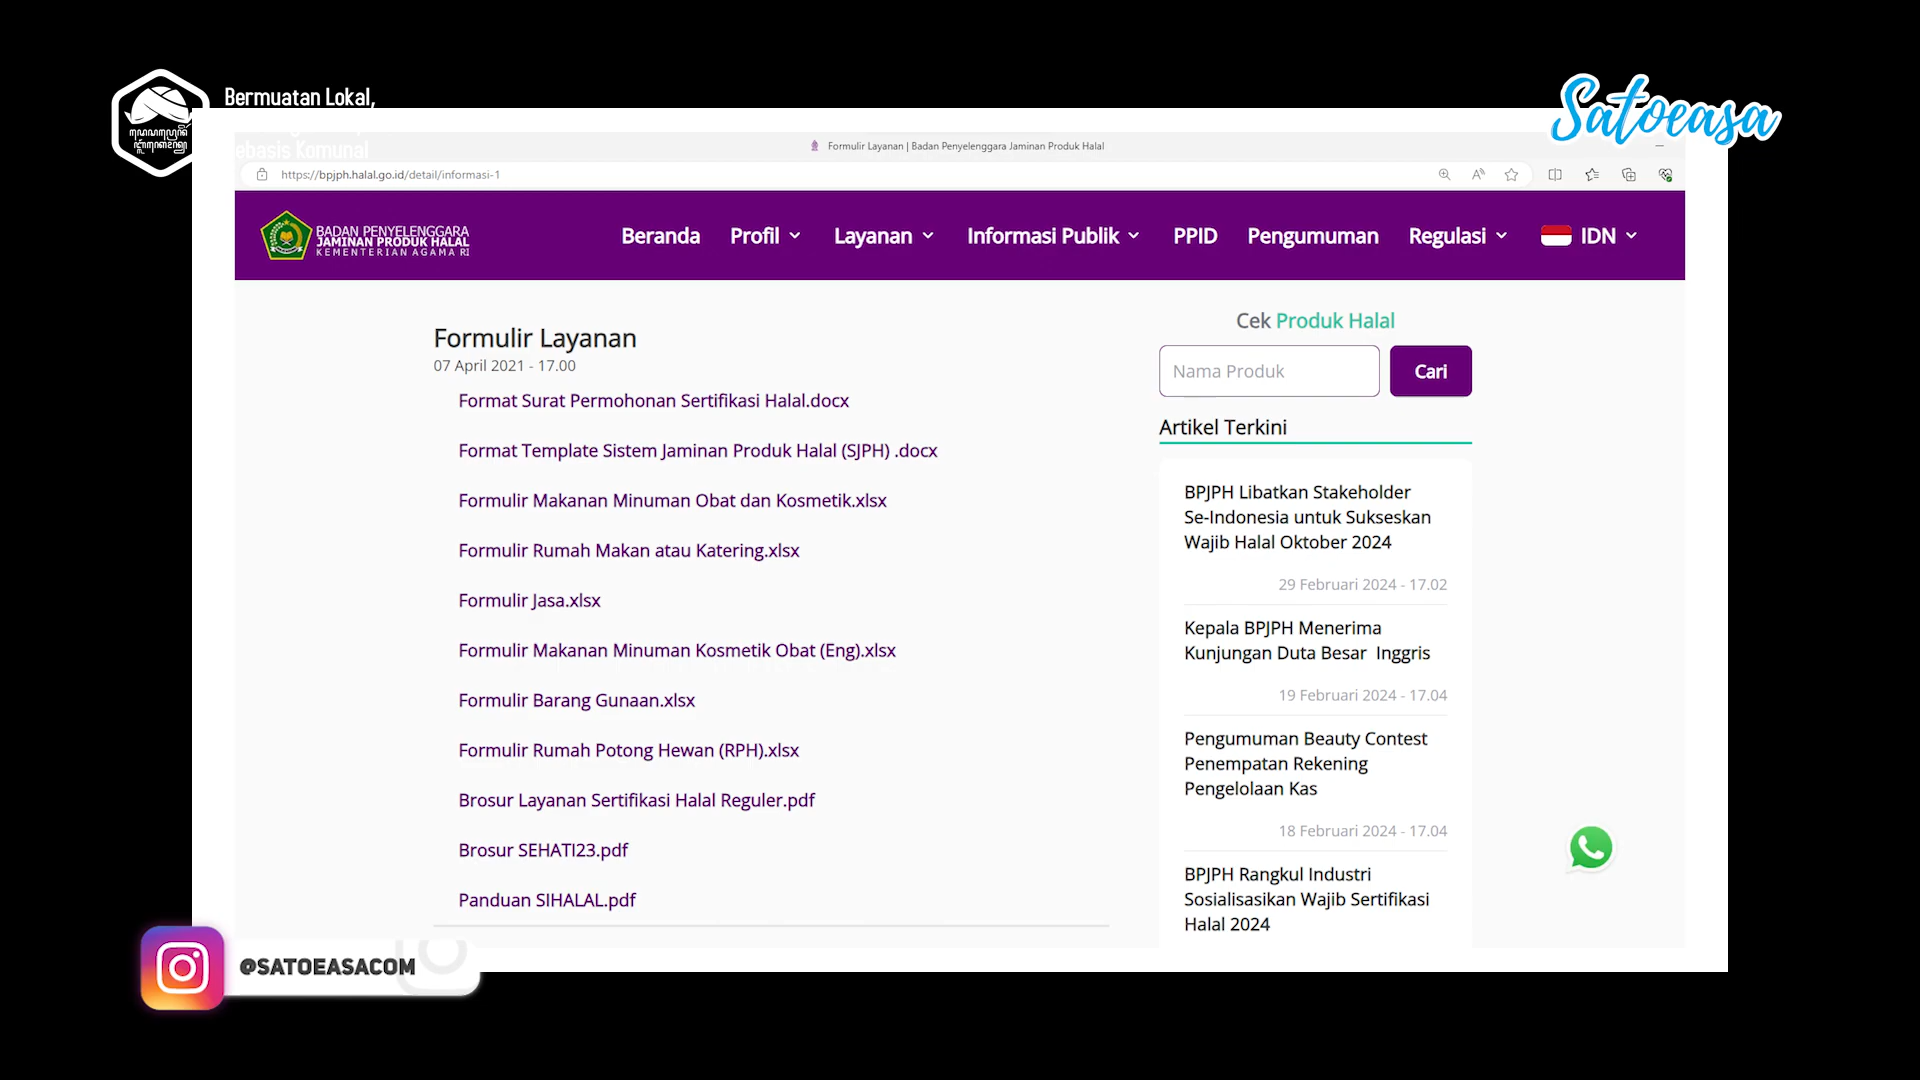 Bermuatan Lokal,
ebasis Komunal
Satoeasa
Formulir Layanan | Badan Penyelenggara Jaminan Produk Halal
https://bpjph.halal.go.id/detail/informasi-1
BADAN PENYELENGGARA
JAMINAN PRODUK HALAL
KEMENTERIAN AGAMA RI
Beranda Profil Layanan Informasi Publik PPID Pengumuman Regulasi IDN
Formulir Layanan
07 April 2021 - 17.00
Format Surat Permohonan Sertifikasi Halal.docx
Format Template Sistem Jaminan Produk Halal (SJPH) .docx
Formulir Makanan Minuman Obat dan Kosmetik.xlsx
Formulir Rumah Makan atau Katering.xlsx
Formulir Jasa.xlsx
Formulir Makanan Minuman Kosmetik Obat (Eng).xlsx
Formulir Barang Gunaan.xlsx
Formulir Rumah Potong Hewan (RPH).xlsx
Brosur Layanan Sertifikasi Halal Reguler.pdf
Brosur SEHATI23.pdf
Panduan SIHALAL.pdf
Cek Produk Halal
Nama Produk
Cari
Artikel Terkini
BPJPH Libatkan Stakeholder
Se-Indonesia untuk Sukseskan
Wajib Halal Oktober 2024
29 Februari 2024 - 17.02
Kepala BPJPH Menerima
Kunjungan Duta Besar Inggris
19 Februari 2024 - 17.04
Pengumuman Beauty Contest
Penempatan Rekening
Pengelolaan Kas
18 Februari 2024 - 17.04
BPJPH Rangkul Industri
Sosialisasikan Wajib Sertifikasi
Halal 2024
@SATOEASACOM